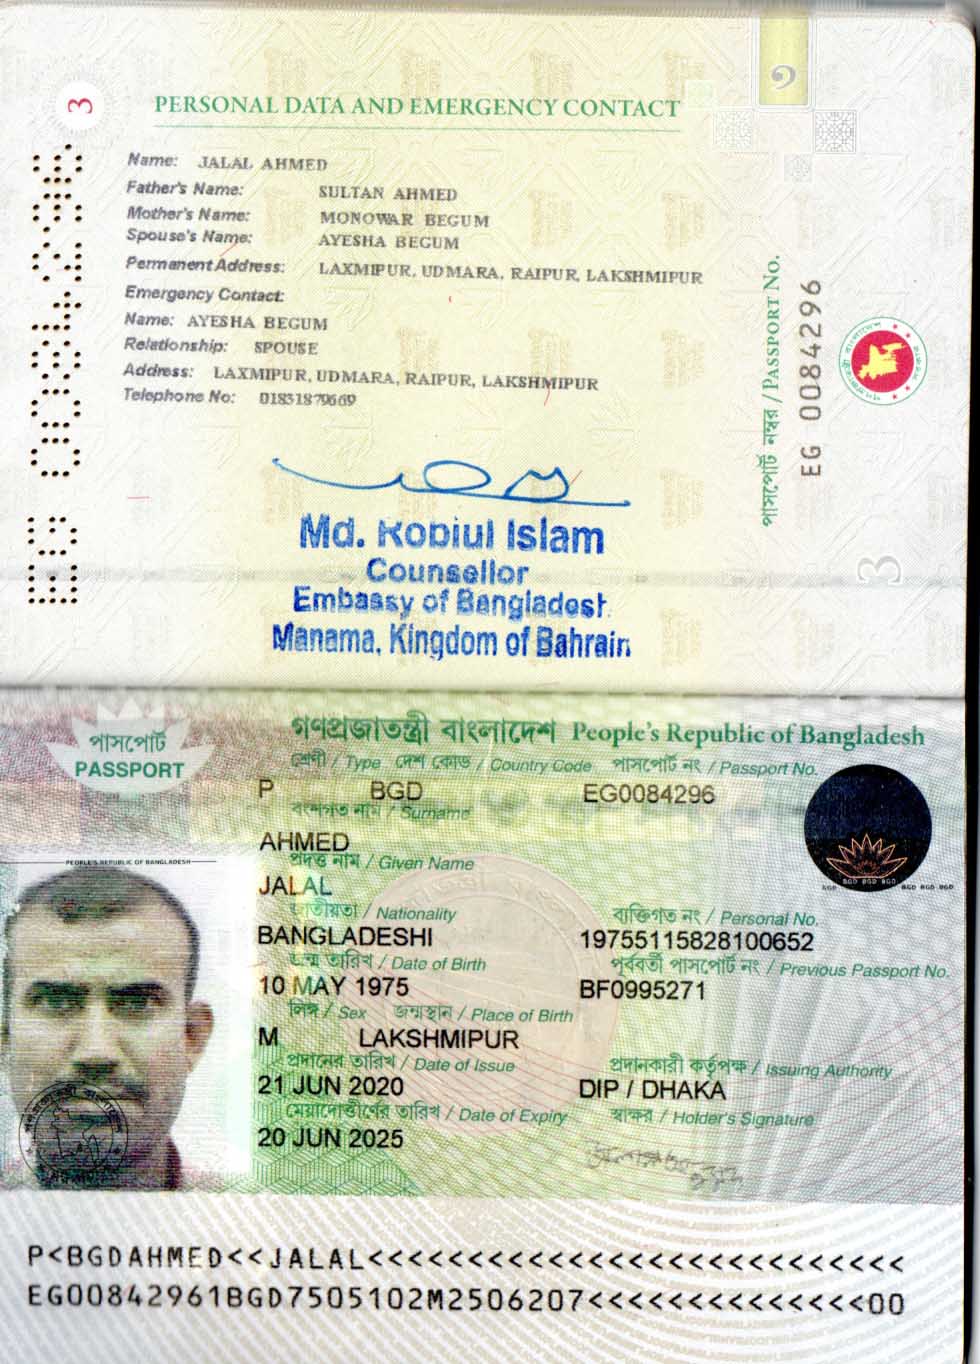 3
PERSONAL DATA AND EMERGENCY CONTACT
Name: JALAL AHMED
Father's Name: SULTAN AHMED
Mother's Name: MONOWAR BEGUM
Spouse's Name: AYESHA BEGUM
Permanent Address: LAXMIPUR, UDMARA, RAIPUR, LAKSHMIPUR
Emergency Contact:
Name: AYESHA BEGUM
Relationship: SPOUSE
Address: LAXMIPUR, UDMARA, RAIPUR, LAKSHMIPUR
Telephone No: 01831879669
পাসপোর্ট নম্বর / PASSPORT No.
EG 0084296
EG 0084296
৩
Md. Robiul Islam
Counsellor
Embassy of Bangladesh.
Manama, Kingdom of Bahrain
গণপ্রজাতন্ত্রী বাংলাদেশ People's Republic of Bangladesh
পাসপোর্ট
PASSPORT
শ্রেণী / Type দেশ কোড / Country Code পাসপোর্ট নং / Passport No.
P BGD EG0084296
বংশগত নাম / Surname
AHMED
প্রদত্ত নাম / Given Name
JALAL
জাতীয়তা / Nationality ব্যক্তিগত নং / Personal No.
BANGLADESHI 19755115828100652
জন্ম তারিখ / Date of Birth পূর্ববর্তী পাসপোর্ট নং / Previous Passport No.
10 MAY 1975 BF0995271
লিঙ্গ / Sex জন্মস্থান / Place of Birth
M LAKSHMIPUR
প্রদানের তারিখ / Date of Issue প্রদানকারী কর্তৃপক্ষ / Issuing Authority
21 JUN 2020 DIP / DHAKA
মেয়াদোত্তীর্ণের তারিখ / Date of Expiry স্বাক্ষর / Holder's Signature
20 JUN 2025
PEOPLE'S REPUBLIC OF BANGLADESH
BGD BGD BGD BGD BGD BGD
P<BGDAHMED<<JALAL<<<<<<<<<<<<<<<<<<<<<<<<<<<
EG00842961BGD7505102M2506207<<<<<<<<<<<<<<00